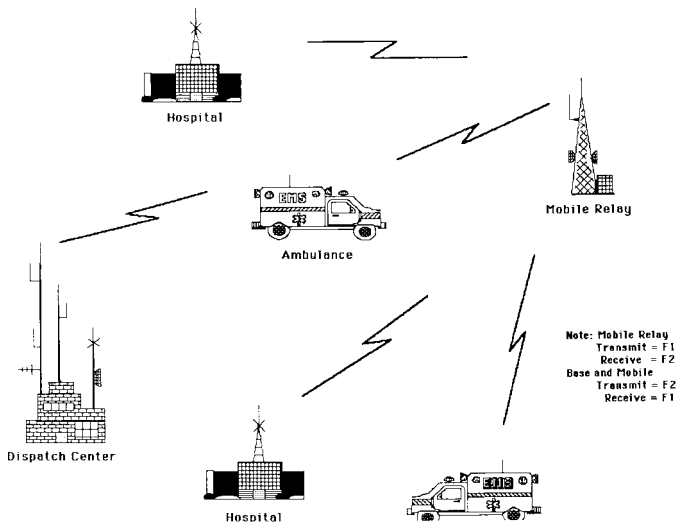 Hospital
EMS
Mobile Relay
Ambulance
Note: Mobile Relay
Transmit = F1
Receive = F2
Base and Mobile
Transmit = F2
Receive = F1
Dispatch Center
EMS
Hospital